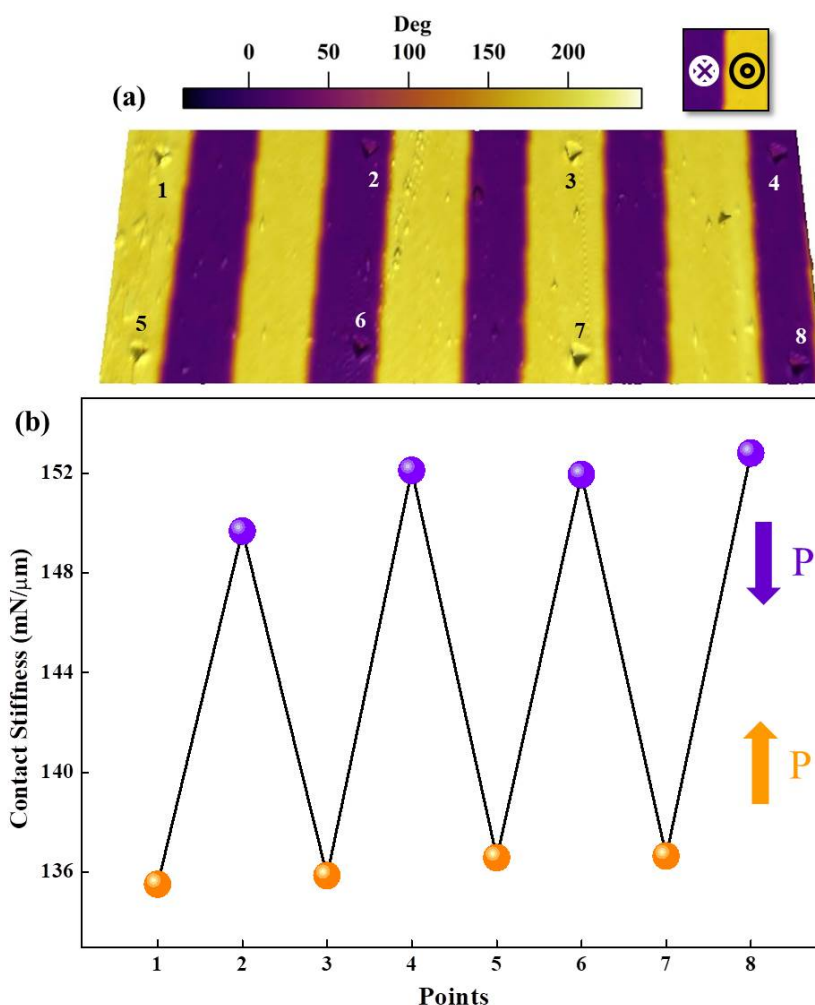 Deg
0 50 100 150 200
(a)
1 2 3 4
5 6 7 8
(b)
152
148
144
140
136
Contact Stiffness (mN/μm)
P
P
1 2 3 4 5 6 7 8
Points